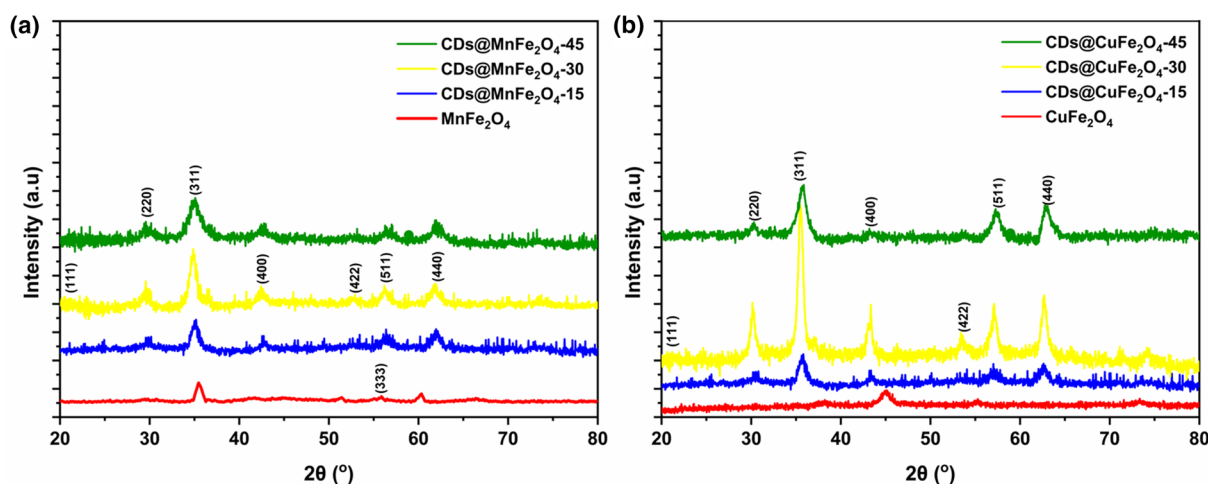 (a)
CDs@MnFe₂O₄-45
CDs@MnFe₂O₄-30
CDs@MnFe₂O₄-15
MnFe₂O₄
Intensity (a.u)
(220)
(311)
(111)
(400)
(422)
(511)
(440)
(333)
20 30 40 50 60 70 80
2θ (º)
(b)
CDs@CuFe₂O₄-45
CDs@CuFe₂O₄-30
CDs@CuFe₂O₄-15
CuFe₂O₄
Intensity (a.u)
(220)
(311)
(400)
(511)
(440)
(111)
(422)
20 30 40 50 60 70 80
2θ (º)